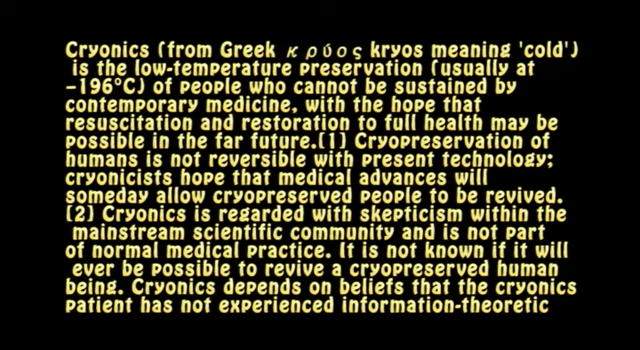 Cryonics (from Greek κρύος kryos meaning 'cold')
is the low-temperature preservation (usually at
−196°C) of people who cannot be sustained by
contemporary medicine, with the hope that
resuscitation and restoration to full health may be
possible in the far future.(1) Cryopreservation of
humans is not reversible with present technology;
cryonicists hope that medical advances will
someday allow cryopreserved people to be revived.
(2) Cryonics is regarded with skepticism within the
mainstream scientific community and is not part
of normal medical practice. It is not known if it will
ever be possible to revive a cryopreserved human
being. Cryonics depends on beliefs that the cryonics
patient has not experienced information-theoretic